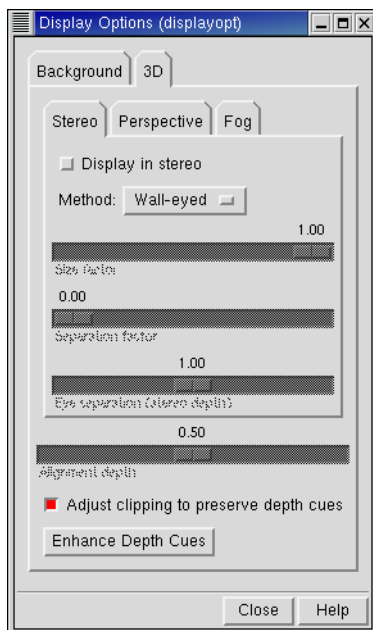 Display Options (displayopt)
Background 3D
Stereo Perspective Fog
Display in stereo
Method: Wall-eyed
1.00
Size factor
0.00
Separation factor
1.00
Eye separation (stereo depth)
0.50
Alignment depth
Adjust clipping to preserve depth cues
Enhance Depth Cues
Close Help